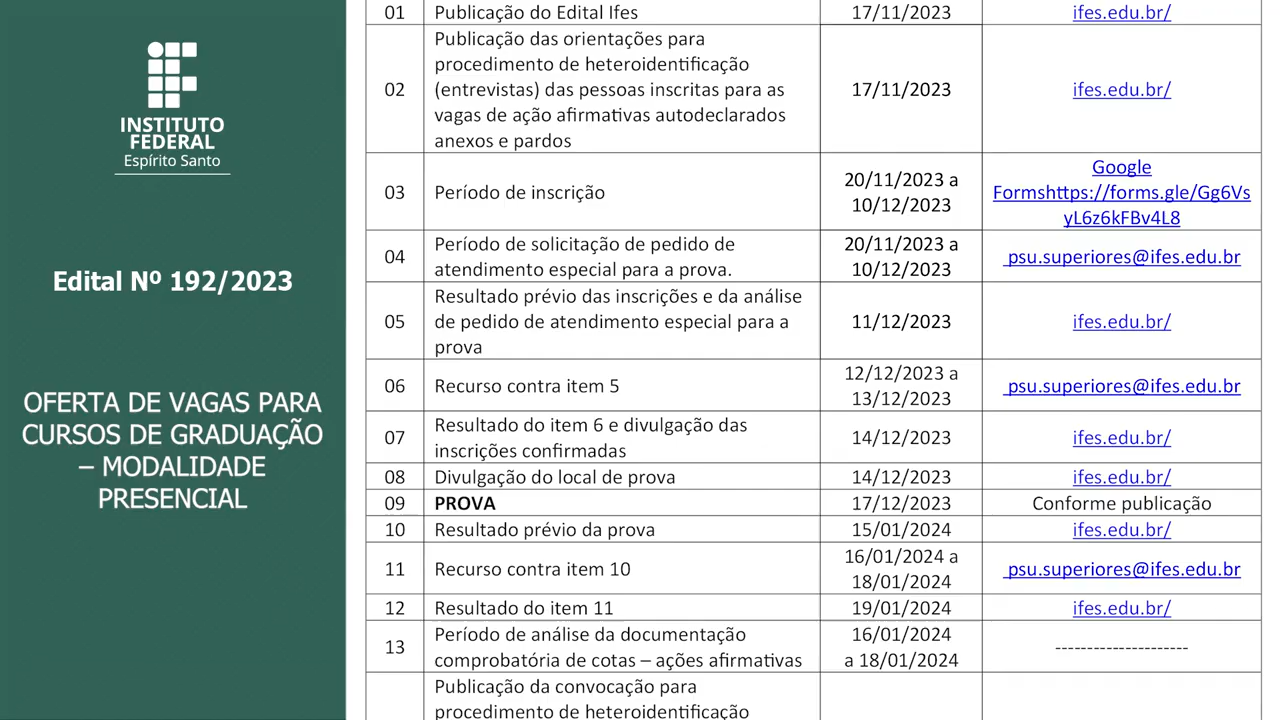 INSTITUTO
FEDERAL
Espírito Santo
Edital Nº 192/2023
OFERTA DE VAGAS PARA
CURSOS DE GRADUAÇÃO
– MODALIDADE
PRESENCIAL
01 Publicação do Edital Ifes 17/11/2023 ifes.edu.br/
Publicação das orientações para
procedimento de heteroidentificação
02 (entrevistas) das pessoas inscritas para as 17/11/2023 ifes.edu.br/
vagas de ação afirmativas autodeclarados
anexos e pardos
Google
03 Período de inscrição 20/11/2023 a Formshttps://forms.gle/Gg6Vs
10/12/2023 yL6z6kFBv4L8
04 Período de solicitação de pedido de 20/11/2023 a psu.superiores@ifes.edu.br
atendimento especial para a prova. 10/12/2023
Resultado prévio das inscrições e da análise
05 de pedido de atendimento especial para a 11/12/2023 ifes.edu.br/
prova
06 Recurso contra item 5 12/12/2023 a psu.superiores@ifes.edu.br
13/12/2023
07 Resultado do item 6 e divulgação das 14/12/2023 ifes.edu.br/
inscrições confirmadas
08 Divulgação do local de prova 14/12/2023 ifes.edu.br/
09 PROVA 17/12/2023 Conforme publicação
10 Resultado prévio da prova 15/01/2024 ifes.edu.br/
11 Recurso contra item 10 16/01/2024 a psu.superiores@ifes.edu.br
18/01/2024
12 Resultado do item 11 19/01/2024 ifes.edu.br/
13 Período de análise da documentação 16/01/2024 ---------------------
comprobatória de cotas – ações afirmativas a 18/01/2024
Publicação da convocação para
procedimento de heteroidentificação